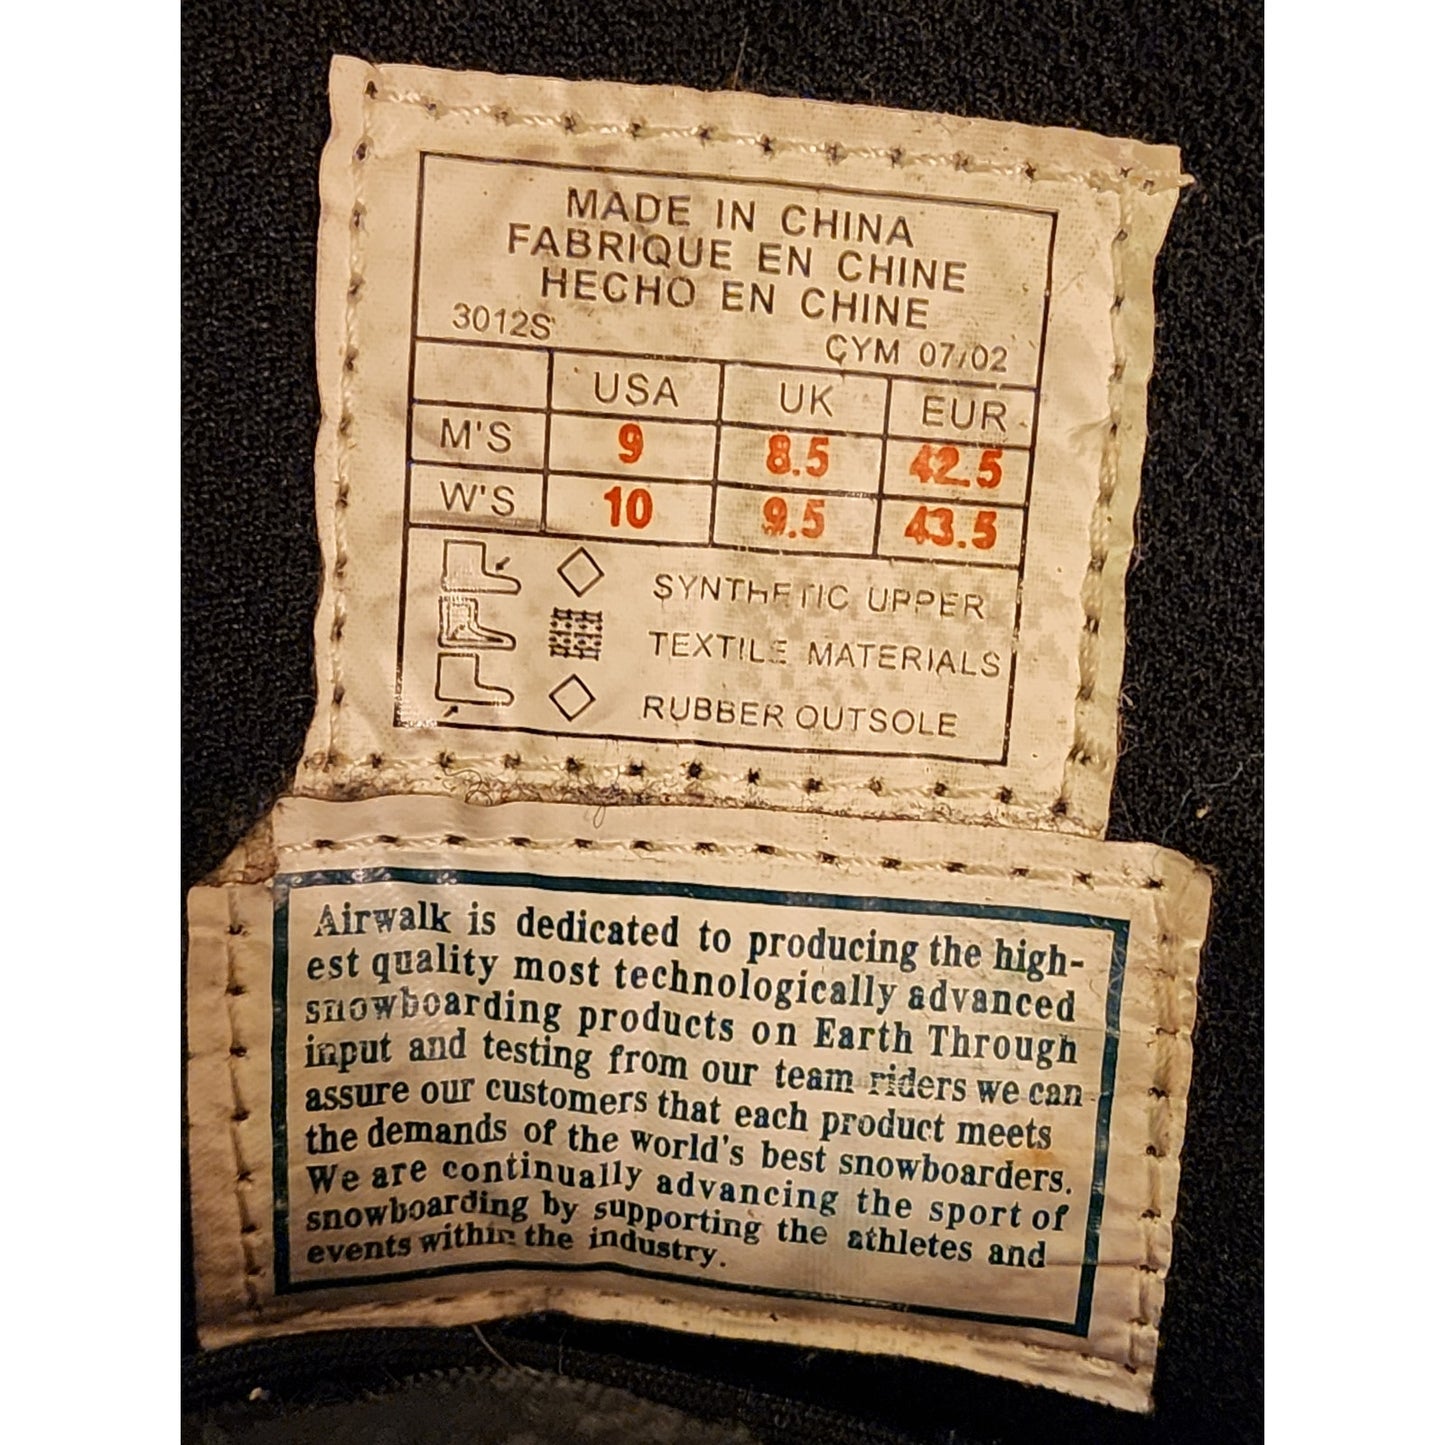 MADE IN CHINA
FABRIQUE EN CHINE
HECHO EN CHINE
3012S CYM 07/02
USA UK EUR
M'S 9 8.5 42.5
W'S 10 9.5 43.5
SYNTHETIC UPPER
TEXTILE MATERIALS
RUBBER OUTSOLE
Airwalk is dedicated to producing the high-
est quality most technologically advanced
snowboarding products on Earth Through
input and testing from our team riders we can
assure our customers that each product meets
the demands of the world's best snowboarders.
We are continually advancing the sport of
snowboarding by supporting the athletes and
events within the industry.